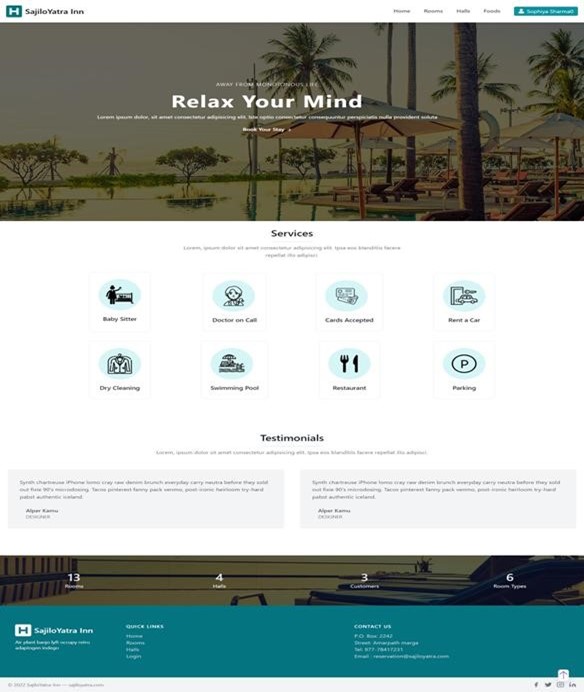 SajiloYatra Inn
Home Rooms Halls Foods Sophiya Sharmali
AWAY FROM MONOTONOUS LIFE
Relax Your Mind
Lorem ipsum dolor, sit amet consectetur adipisicing elit. Iste optio consectetur consequuntur perspiciatis nulla provident soluta
Book Your Stay
Services
Lorem, ipsum dolor sit amet consectetur adipisicing elit. Ipsa eos blanditiis facere
repellat illo adipisci
Baby Sitter Doctor on Call Cards Accepted Rent a Car
Dry Cleaning Swimming Pool Restaurant Parking
P
Testimonials
Lorem, ipsum dolor sit amet consectetur adipisicing elit. Ipsa eos blanditiis facere repellat illo adipisci.
Synth chartreuse iPhone lomo cray raw denim brunch everyday carry neutra before they sold
out fixie 90's microdosing. Tacos pinterest fanny pack venmo, post-ironic heirloom try-hard
pabst authentic iceland.
Alper Kamu
DESIGNER
Synth chartreuse iPhone lomo cray raw denim brunch everyday carry neutra before they sold
out fixie 90's microdosing. Tacos pinterest fanny pack venmo, post-ironic heirloom try-hard
pabst authentic iceland.
Alper Kamu
DESIGNER
13 4 3 6
Rooms Halls Customers Room Types
SajiloYatra Inn
Air plant banjo lyft occupy retro
adaptogen indego
QUICK LINKS
Home
Rooms
Halls
Login
CONTACT US
P.O. Box: 2242
Street: Amarpath marga
Tel: 977-78417231
Email : reservation@sajiloyatra.com
© 2022 SajiloYatra Inn — sajiloyatra.com